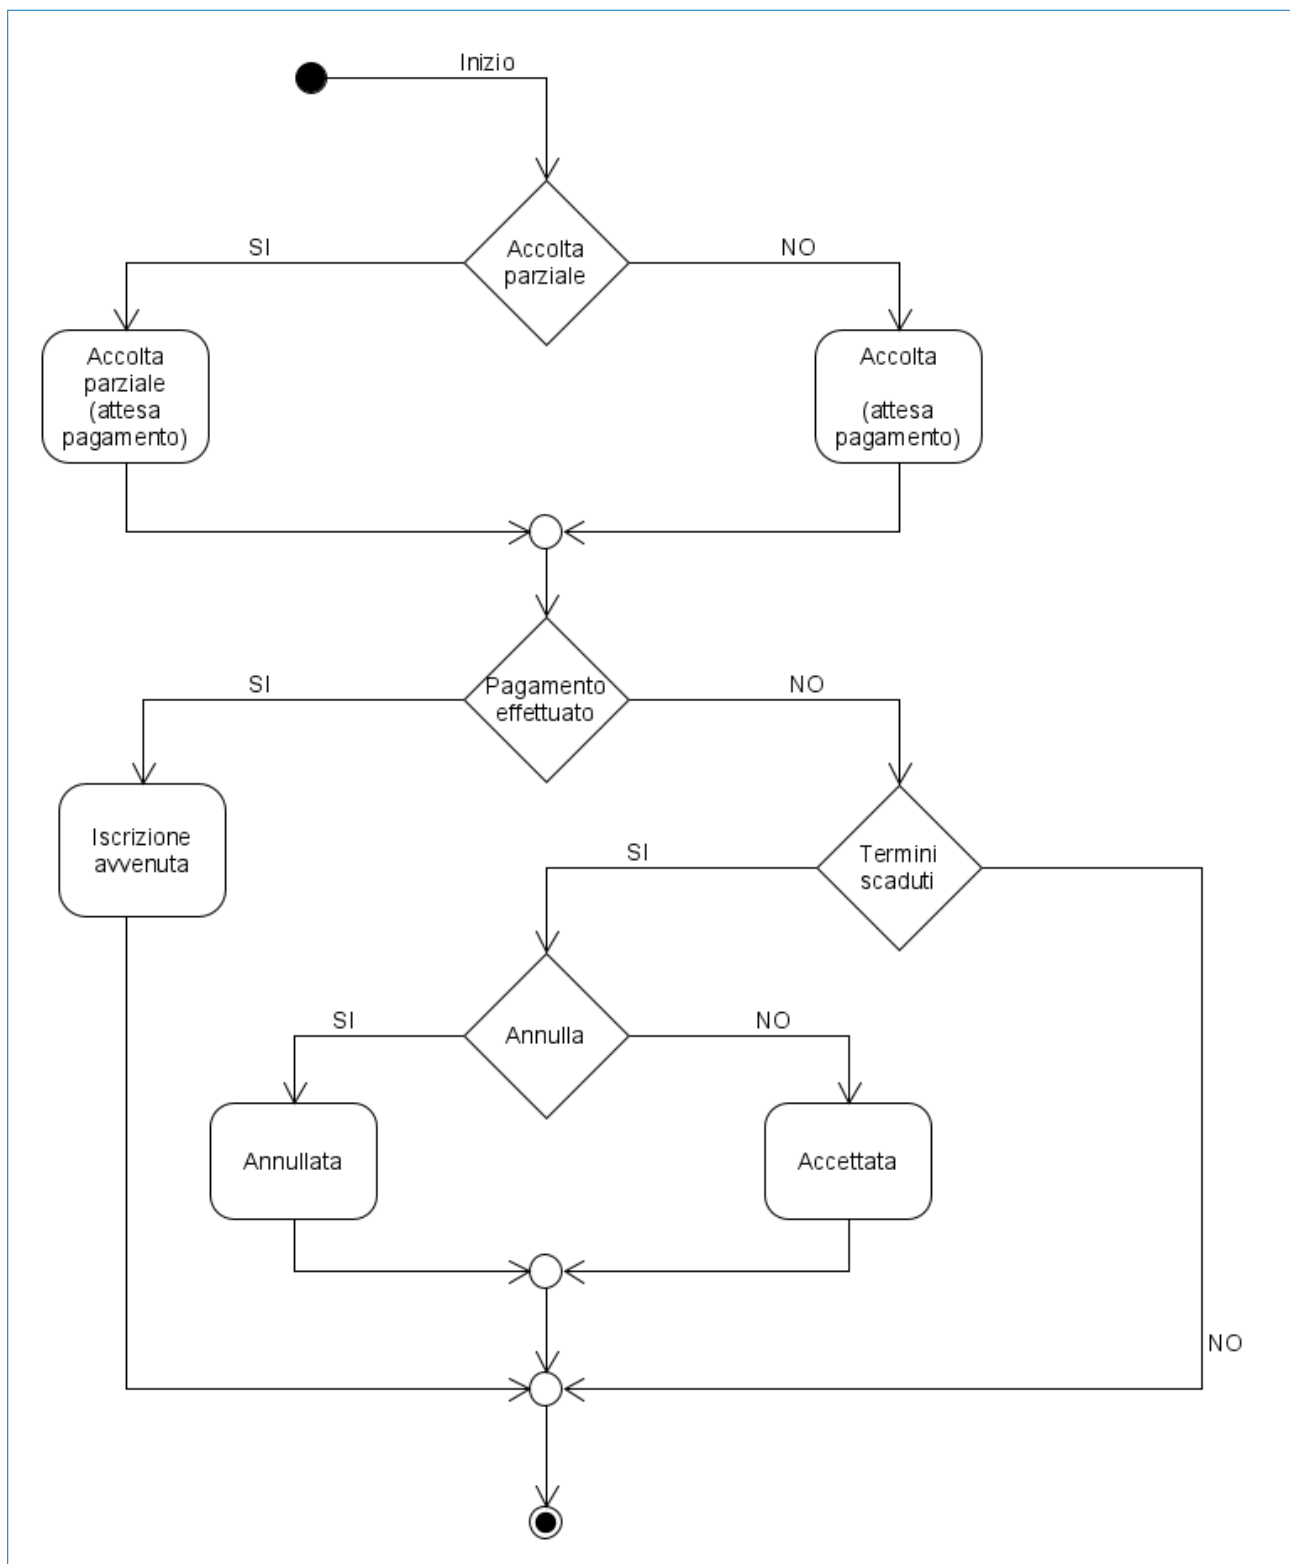 Inizio
Accolta
parziale
SI
NO
Accolta
parziale
(attesa
pagamento)
Accolta
(attesa
pagamento)
Pagamento
effettuato
SI
NO
Iscrizione
avvenuta
Termini
scaduti
SI
Annulla
SI
NO
Annullata
Accettata
NO